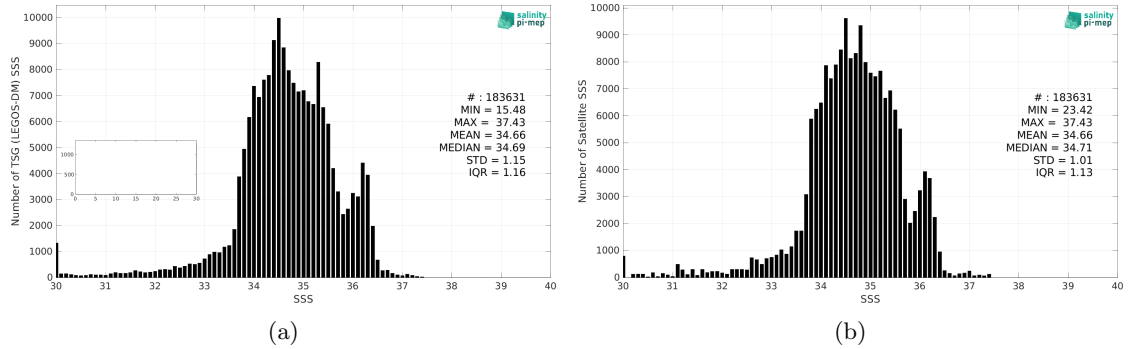 salinity
pi-mep
Number of TSG (LEGOS-DM) SSS
10000
9000
8000
7000
6000
5000
4000
3000
2000
1000
0
# : 183631
MIN = 15.48
MAX = 37.43
MEAN = 34.66
MEDIAN = 34.69
STD = 1.15
IQR = 1.16
1000
500
0
0 5 10 15 20 25 30
30 31 32 33 34 35 36 37 38 39 40
SSS
(a)
salinity
pi-mep
Number of Satellite SSS
10000
9000
8000
7000
6000
5000
4000
3000
2000
1000
0
# : 183631
MIN = 23.42
MAX = 37.43
MEAN = 34.66
MEDIAN = 34.71
STD = 1.01
IQR = 1.13
30 31 32 33 34 35 36 37 38 39 40
SSS
(b)